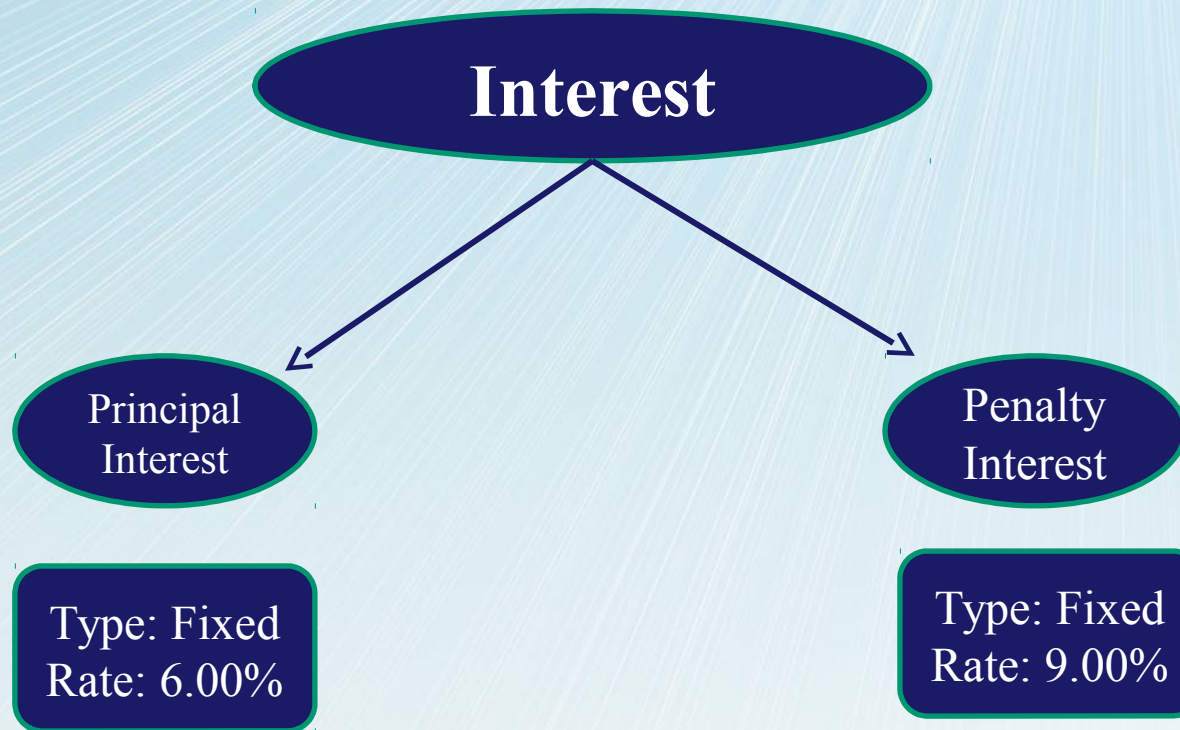 Interest
Principal
Interest
Penalty
Interest
Type: Fixed
Rate: 6.00%
Type: Fixed
Rate: 9.00%